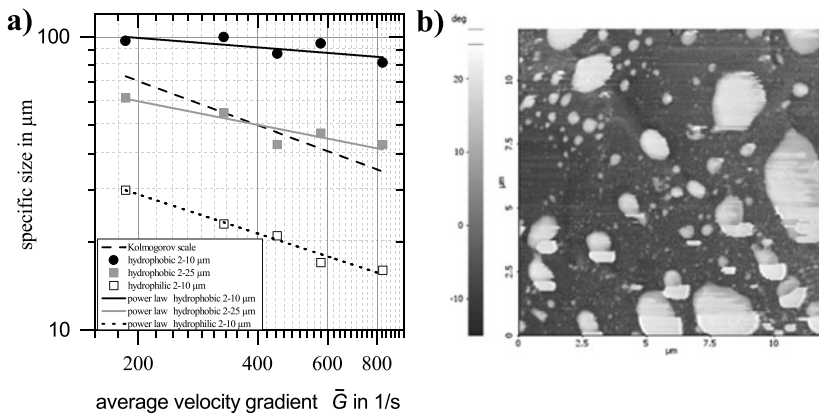 a)
100
10
specific size in µm
Kolmogorov scale
hydrophobic 2-10 µm
hydrophobic 2-25 µm
hydrophilic 2-10 µm
power law hydrophobic 2-10 µm
power law hydrophobic 2-25 µm
power law hydrophilic 2-10 µm
200
400
600
800
average velocity gradient G̅ in 1/s
b)
deg
20
10
0
-10
10
7.5
5
2.5
0
µm
0
2.5
5
7.5
10
µm